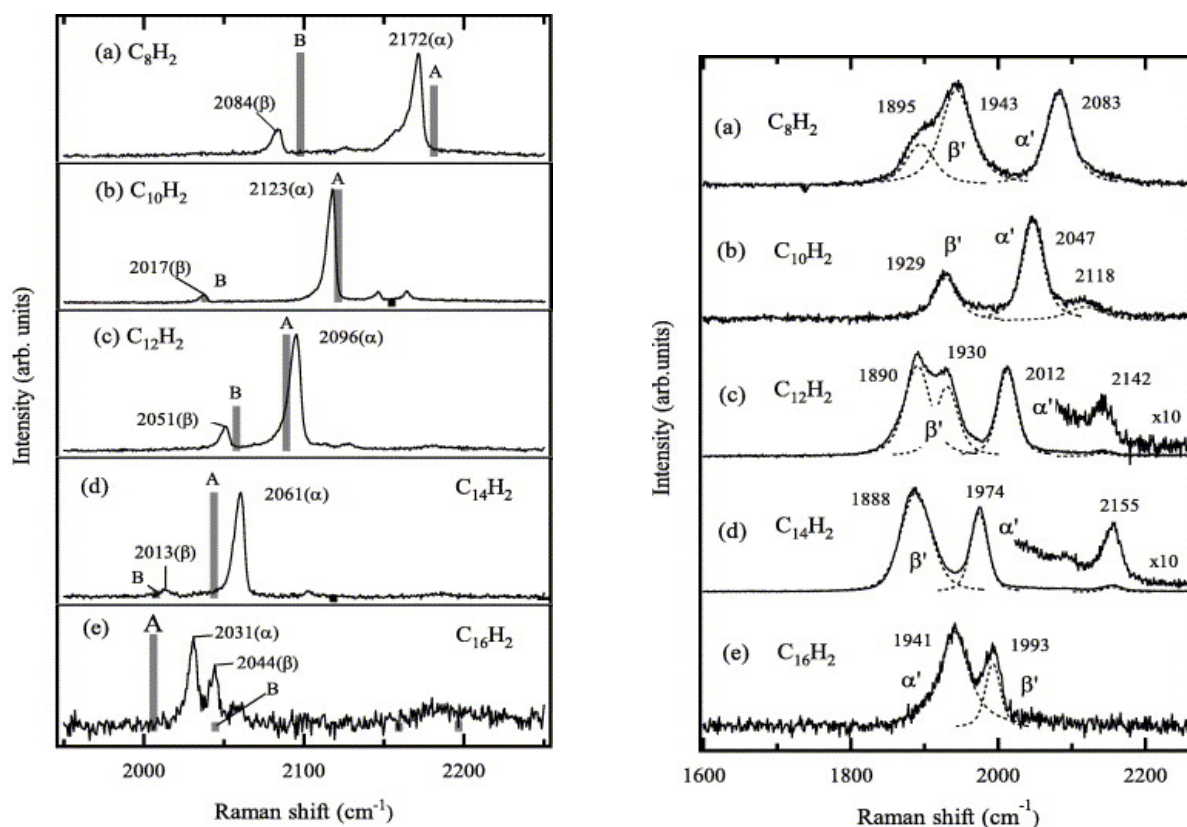 (a) C8H2
B
2172(α)
A
2084(β)
(b) C10H2
2123(α)
A
2017(β)
B
(c) C12H2
A
2096(α)
B
2051(β)
(d)
A
2061(α)
C14H2
2013(β)
B
(e)
A
2031(α)
C16H2
2044(β)
B
2000
2100
2200
Raman shift (cm-1)
Intensity (arb. units)
(a)
C8H2
1895
1943
2083
β'
α'
(b)
C10H2
1929
β'
α'
2047
2118
(c)
C12H2
1890
1930
2012
2142
β'
α'
x10
(d)
C14H2
1888
1974
2155
β'
α'
x10
(e)
C16H2
1941
1993
α'
β'
1600
1800
2000
2200
Raman shift (cm-1)
Intensity (arb.units)